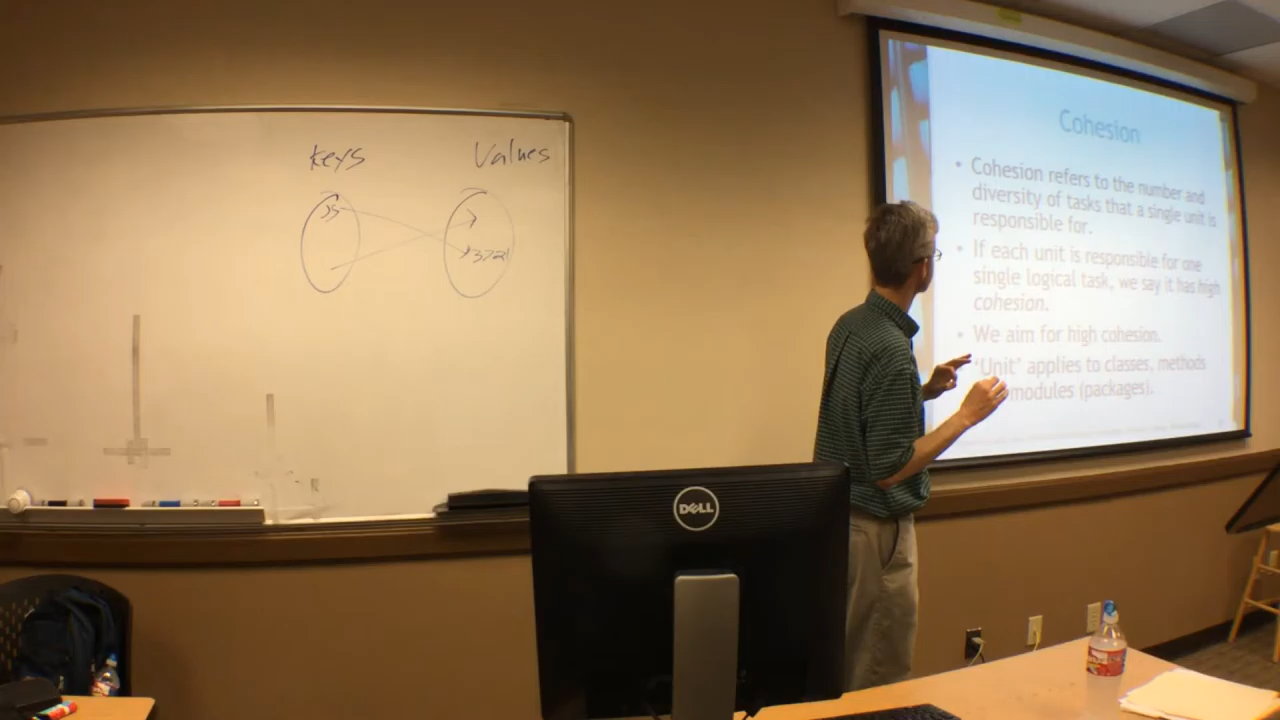 keys
Values
35
3721
Cohesion
• Cohesion refers to the number and
diversity of tasks that a single unit is
responsible for.
• If each unit is responsible for one
single logical task, we say it has high
cohesion.
• We aim for high cohesion.
'Unit' applies to classes, methods
modules (packages).
DELL